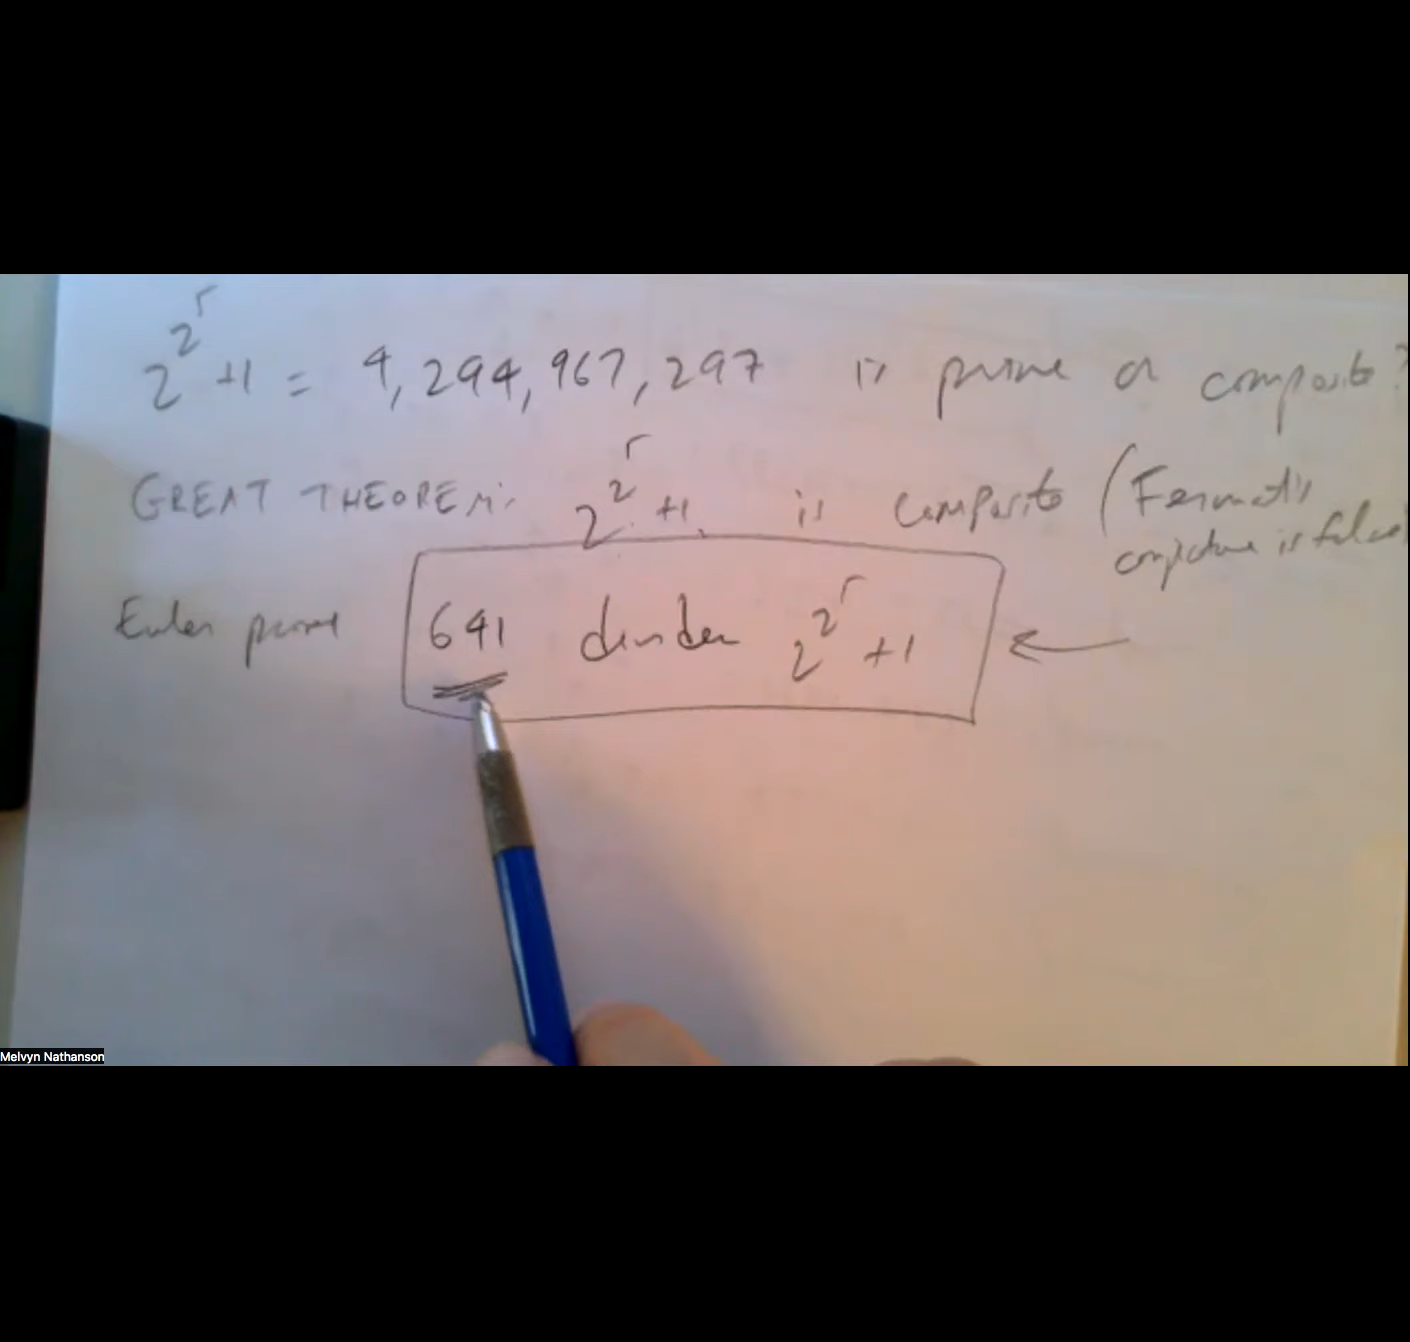 2^2^5 +1 = 4,294,967,297 is prime or composite?
GREAT THEOREM: 2^2^5 +1 is composite (Fermat's
conjecture is false)
Euler proved 641 divides 2^2^5 +1 ←
Melvyn Nathanson